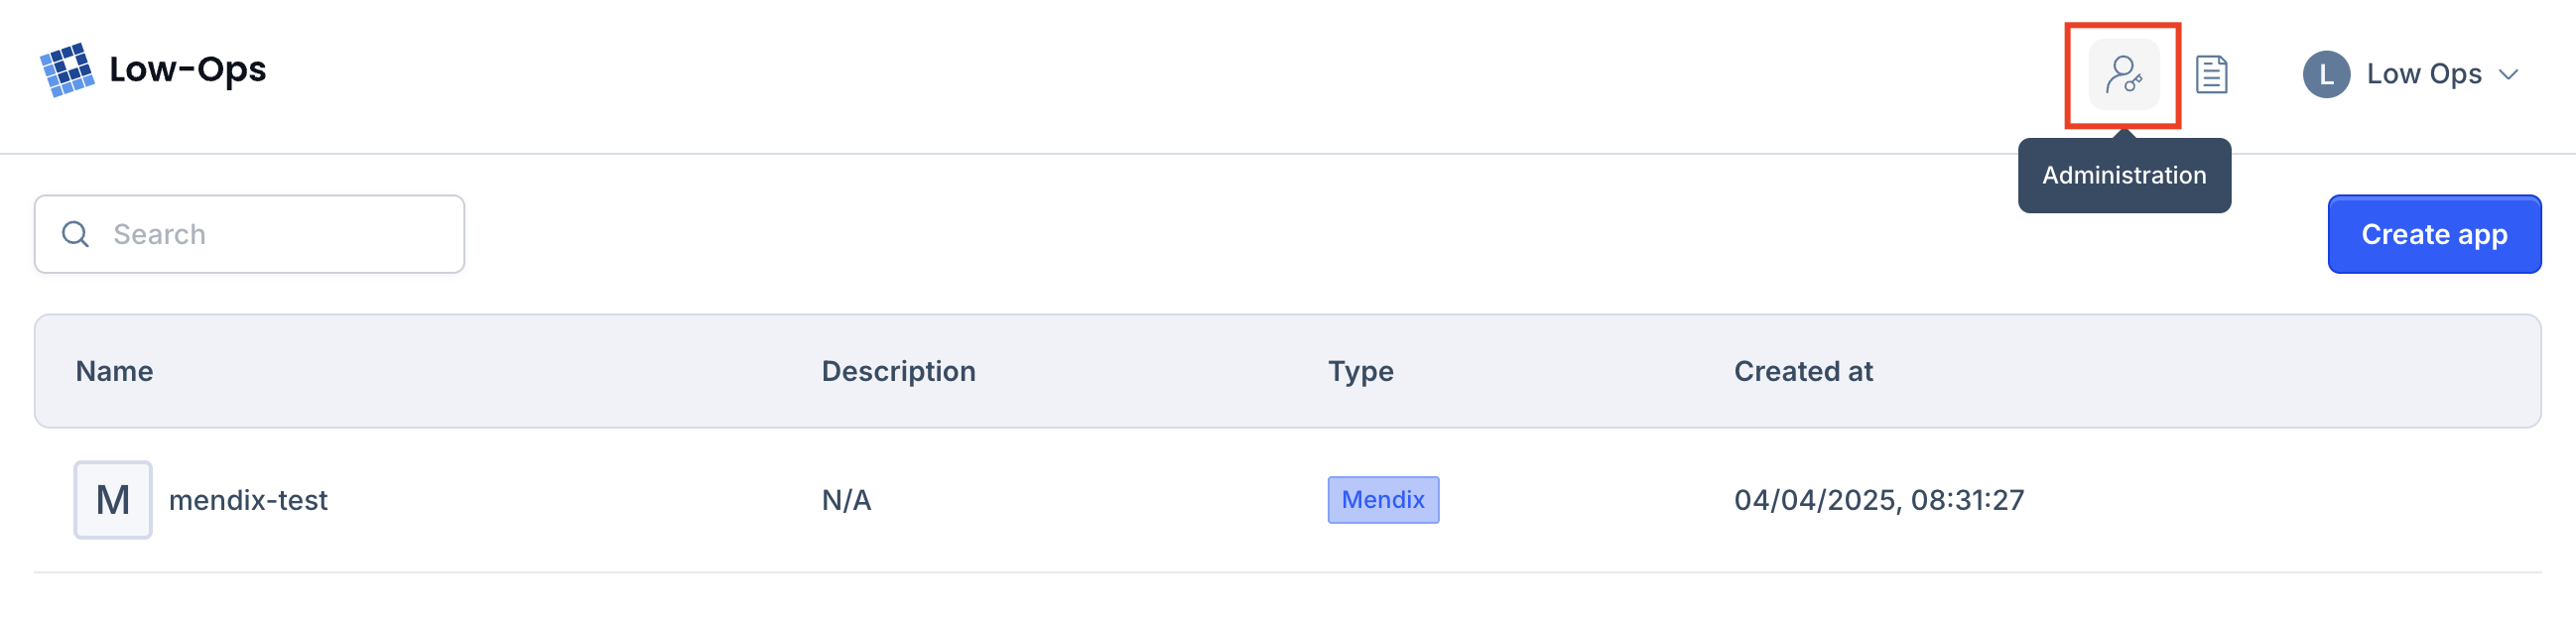 Low-Ops
L Low Ops
Administration
Search
Create app
Name Description Type Created at
M mendix-test N/A Mendix 04/04/2025, 08:31:27